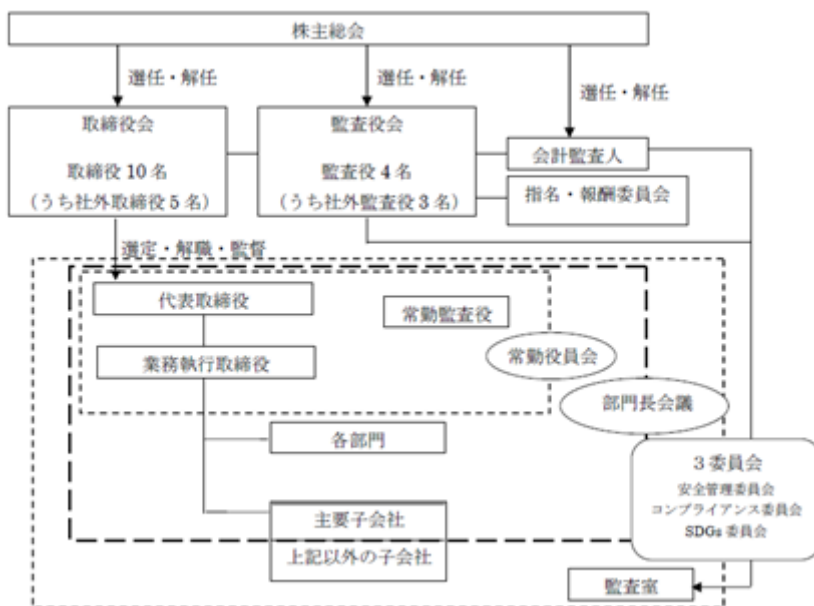 株主総会
選任・解任
選任・解任
選任・解任
取締役会
取締役 10 名
（うち社外取締役 5 名）
監査役会
監査役 4 名
（うち社外監査役 3 名）
会計監査人
指名・報酬委員会
選定・解職・監督
代表取締役
常勤監査役
業務執行取締役
常勤役員会
部門長会議
各部門
3 委員会
安全管理委員会
コンプライアンス委員会
SDGs 委員会
主要子会社
上記以外の子会社
監査室